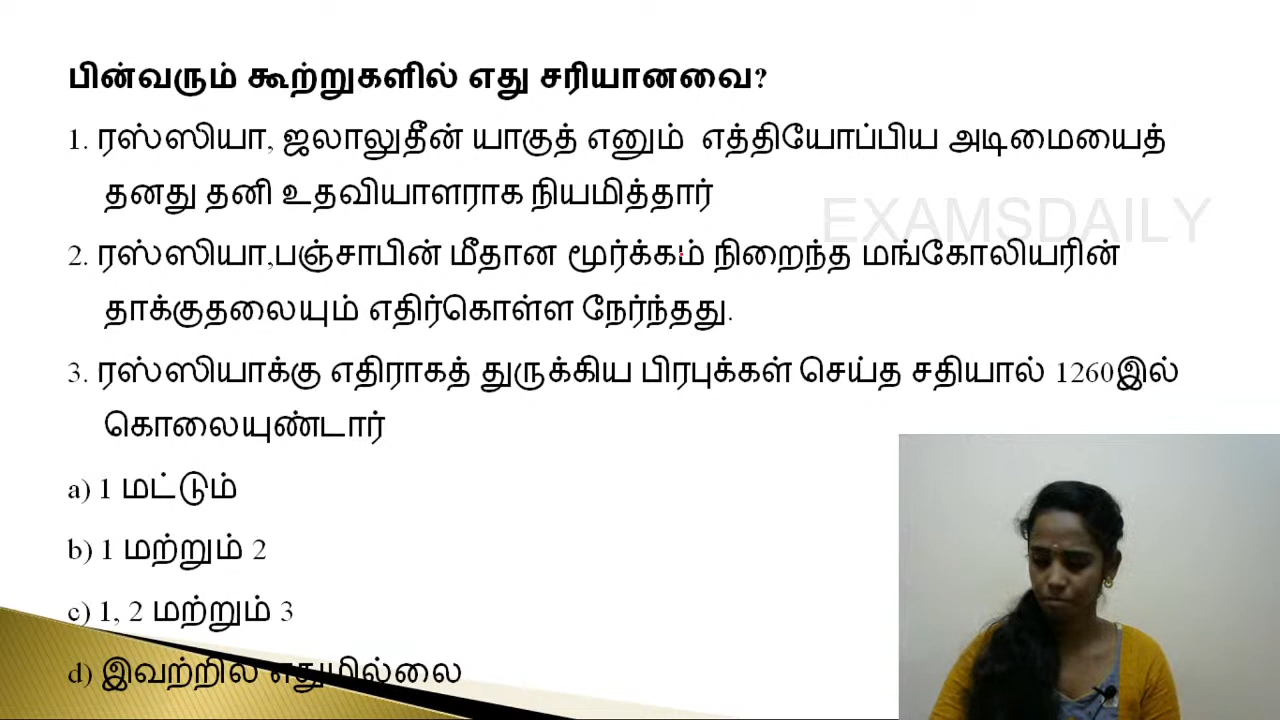 பின்வரும் கூற்றுகளில் எது சரியானவை?
1. ரஸ்ஸியா, ஜலாலுதீன் யாகுத் எனும் எத்தியோப்பிய அடிமையைத்
தனது தனி உதவியாளராக நியமித்தார்
EXAMSDAILY
2. ரஸ்ஸியா,பஞ்சாபின் மீதான மூர்க்கம் நிறைந்த மங்கோலியரின்
தாக்குதலையும் எதிர்கொள்ள நேர்ந்தது.
3. ரஸ்ஸியாக்கு எதிராகத் துருக்கிய பிரபுக்கள் செய்த சதியால் 1260இல்
கொலையுண்டார்
a) 1 மட்டும்
b) 1 மற்றும் 2
c) 1, 2 மற்றும் 3
d) இவற்றில் எதுமில்லை